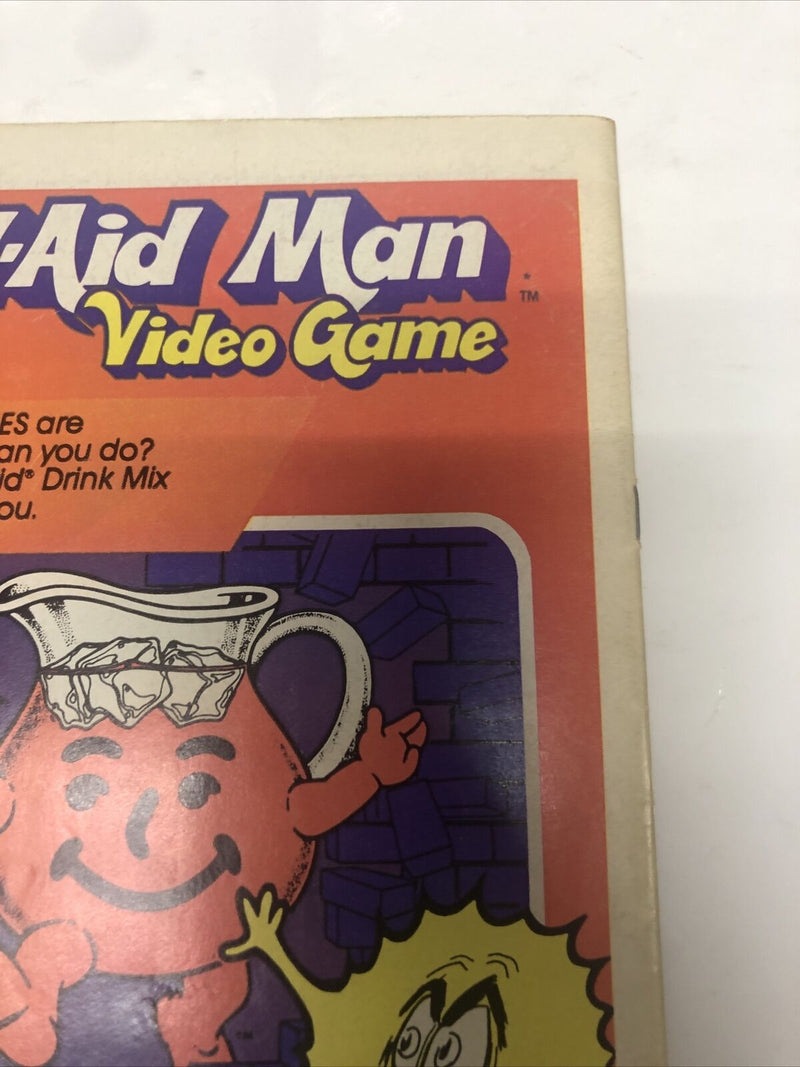 -Aid Man
TM
Video Game
ES are
an you do?
id® Drink Mix
ou.